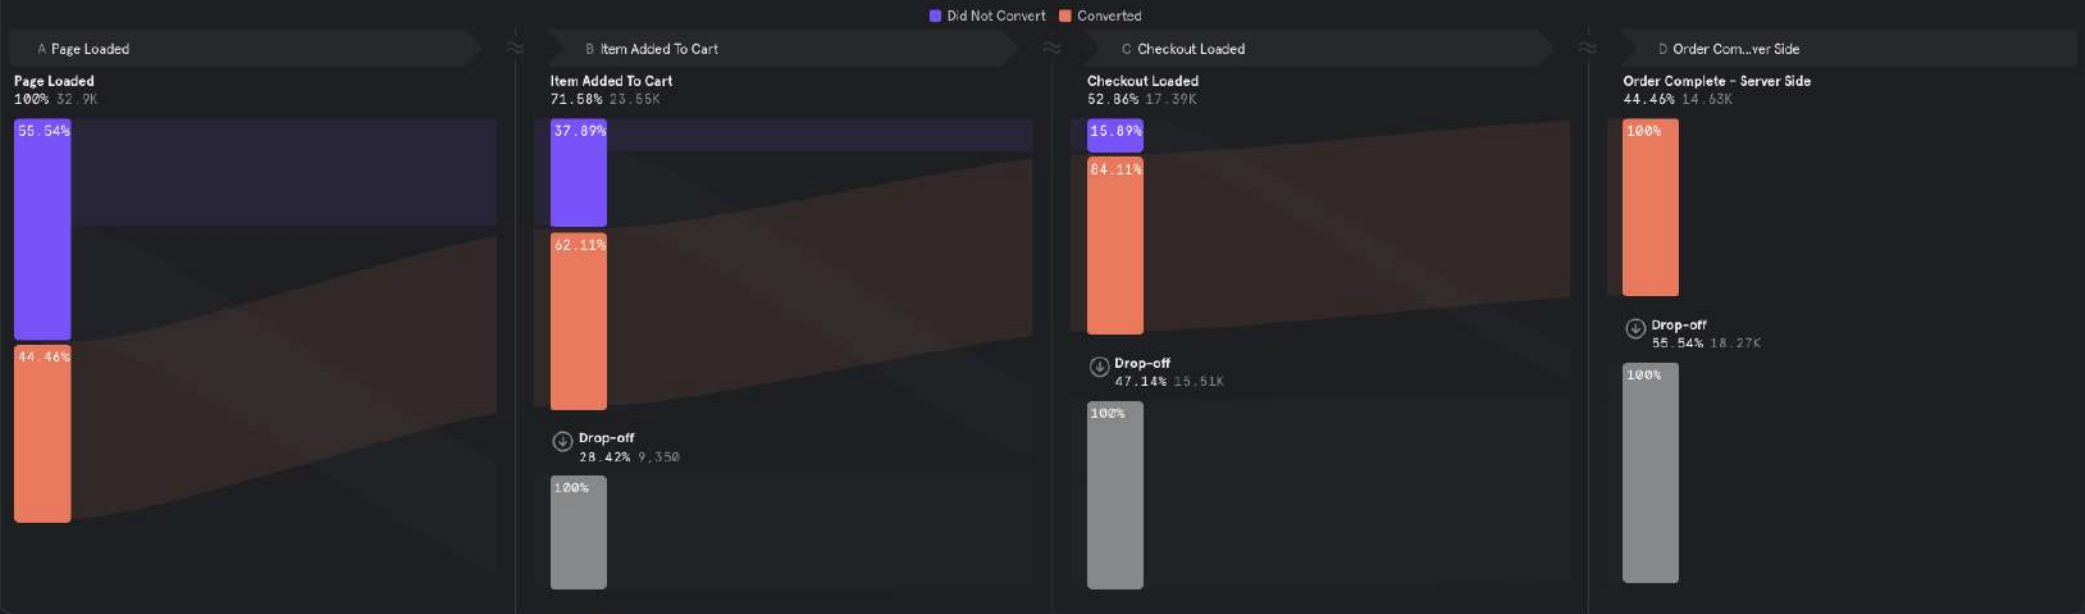 Did Not Convert Converted
A Page Loaded
B Item Added To Cart
C Checkout Loaded
D Order Com...ver Side
Page Loaded
100% 32.9K
55.54%
44.46%
Item Added To Cart
71.58% 23.55K
37.89%
62.11%
Drop-off
28.42% 9,350
100%
Checkout Loaded
52.86% 17.39K
15.89%
84.11%
Drop-off
47.14% 15.51K
100%
Order Complete - Server Side
44.46% 14.63K
100%
Drop-off
55.54% 18.27K
100%